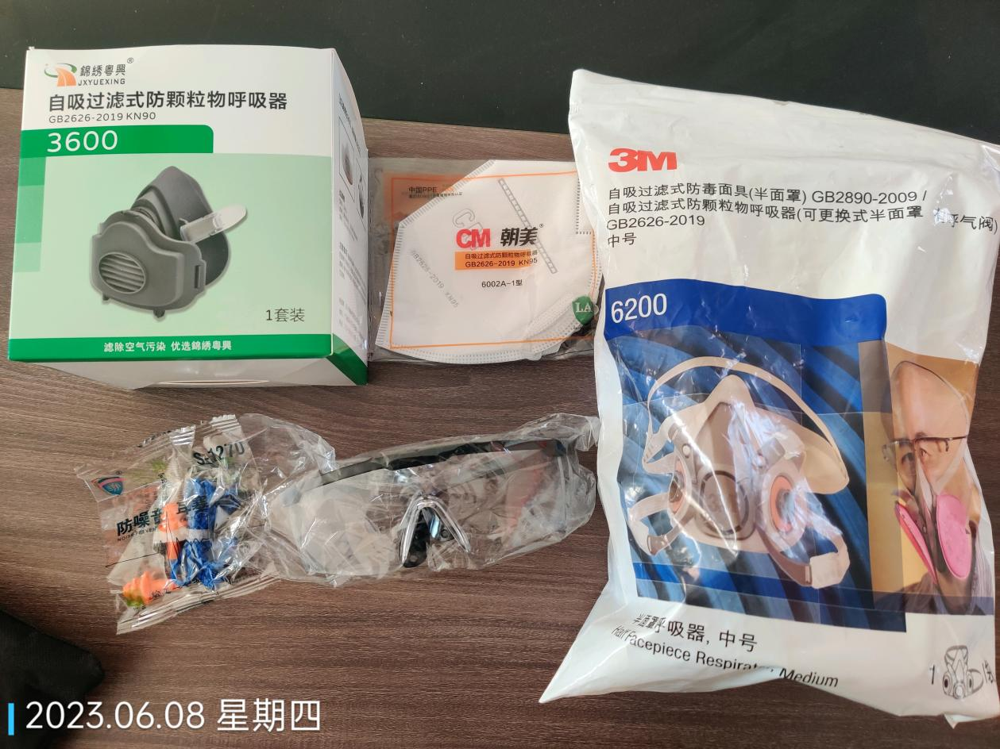 錦綉粤興®
JXYUEXING
自吸过滤式防颗粒物呼吸器
GB2626-2019 KN90
3600
1套装
滤除空气污染 优选錦綉粤興
中国PPE
CM 朝美®
自吸过滤式防颗粒物呼吸器
GB2626-2019 KN95
6002A-1型
GB2626-2019 KN95
LA
3M
自吸过滤式防毒面具(半面罩) GB2890-2009 /
自吸过滤式防颗粒物呼吸器(可更换式半面罩 呼气阀)
GB2626-2019
中号
6200
半面罩呼吸器, 中号
Half Facepiece Respirator, Medium
1
防噪音耳塞
2023.06.08 星期四